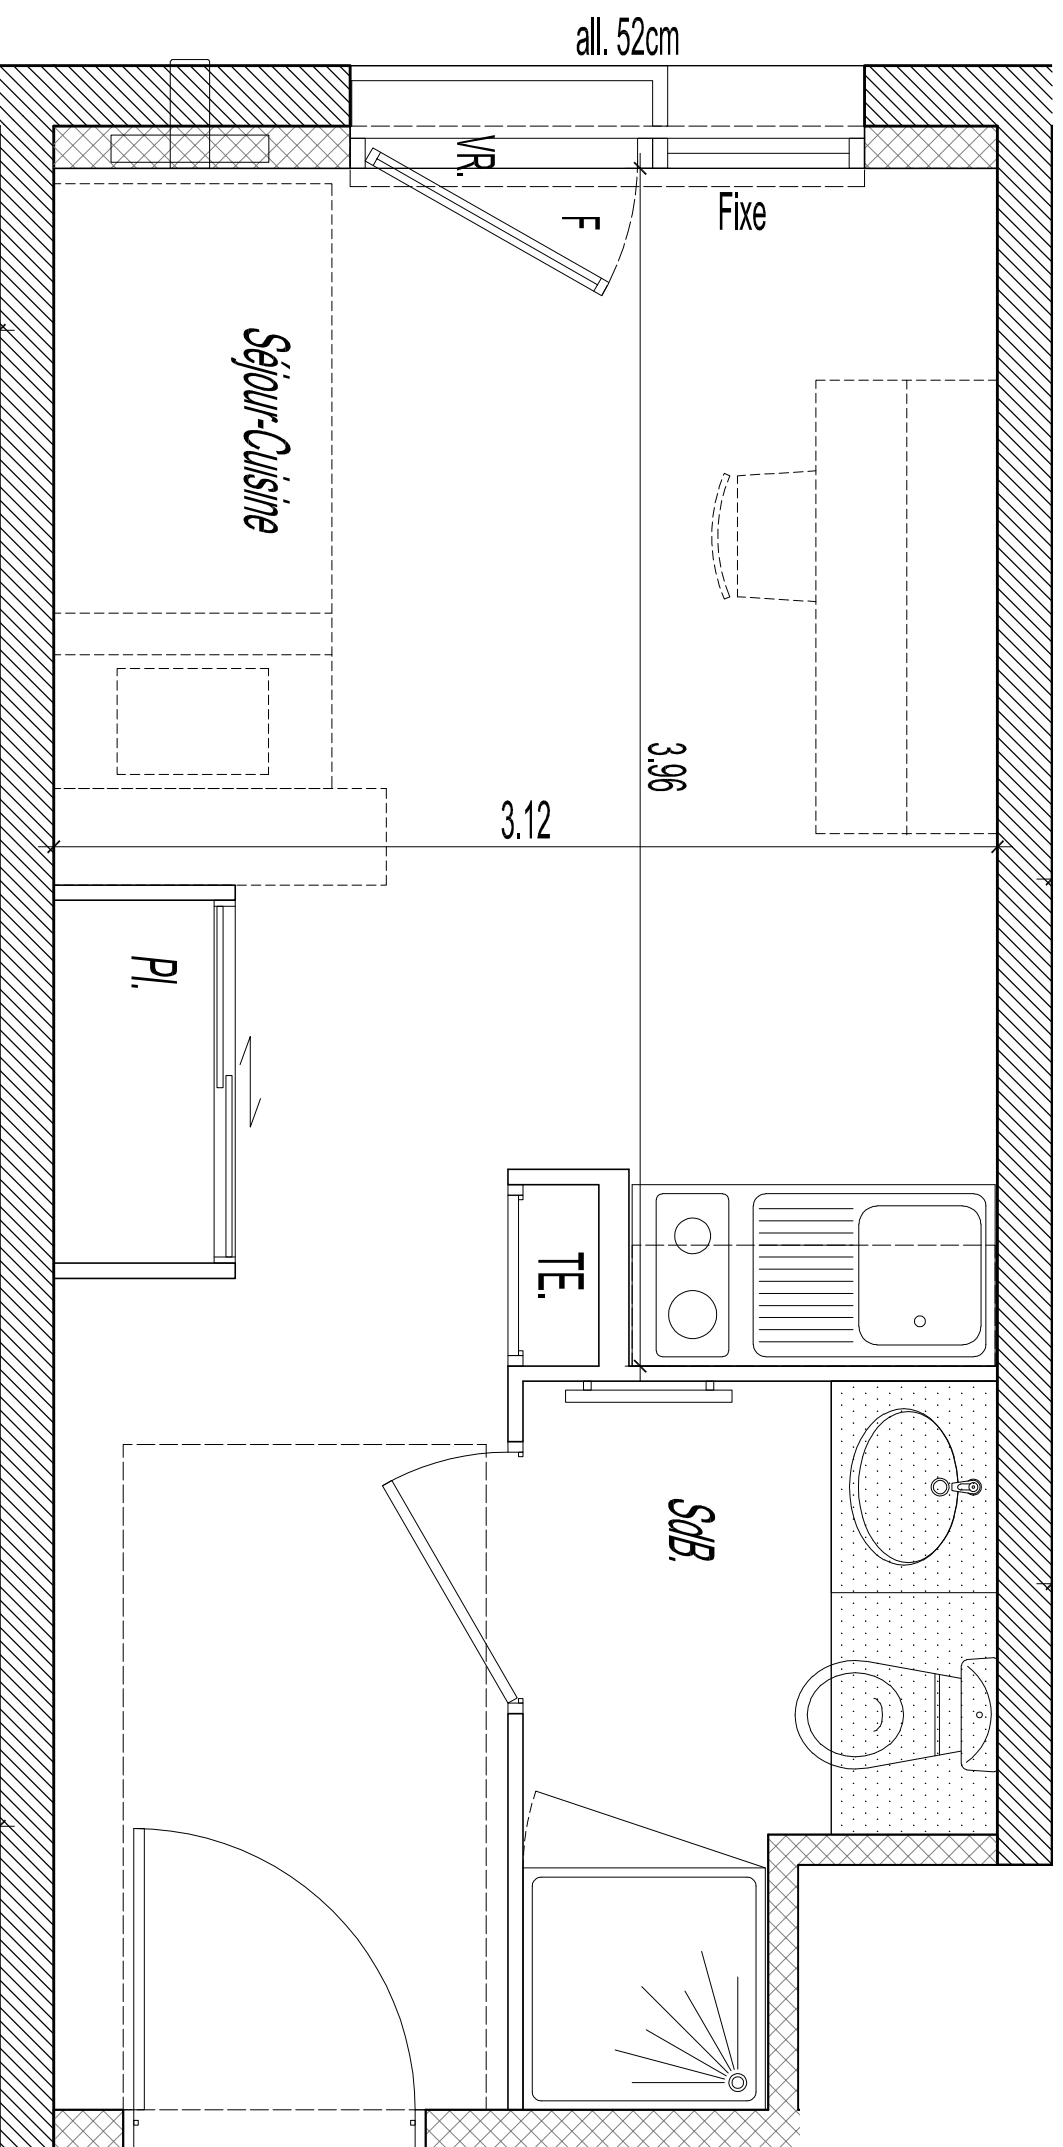 all. 52cm
VR.
F
Fixe
Séjour-Cuisine
3.96
3.12
Pl.
TE.
SdB.